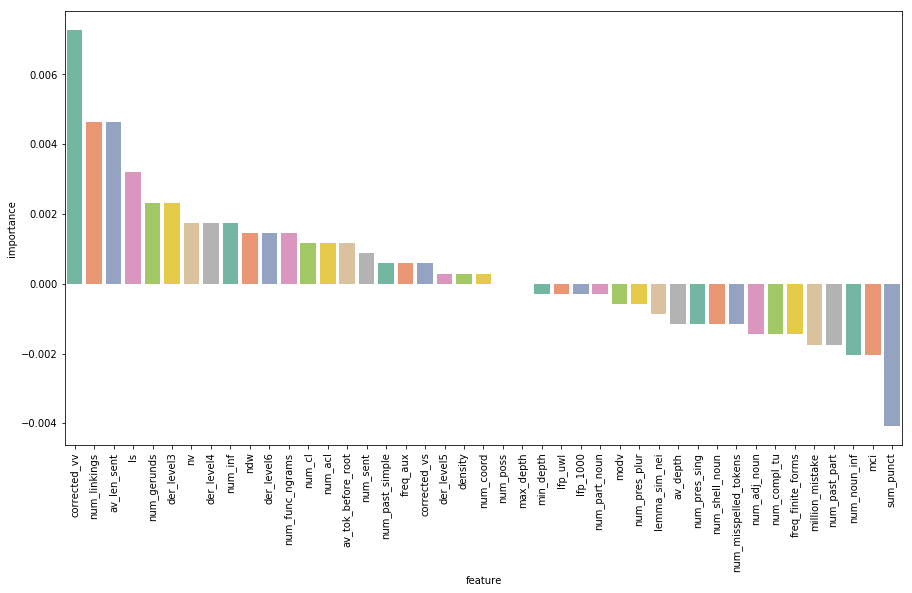 importance
0.006
0.004
0.002
0.000
−0.002
−0.004
corrected_vv
num_linkings
av_len_sent
ls
num_gerunds
der_level3
nv
der_level4
num_inf
ndw
der_level6
num_func_ngrams
num_cl
num_acl
av_tok_before_root
num_sent
num_past_simple
freq_aux
corrected_vs
der_level5
density
num_coord
num_poss
max_depth
min_depth
lfp_uwl
lfp_1000
num_part_noun
modv
num_pres_plur
lemma_sim_nei
av_depth
num_pres_sing
num_shell_noun
num_misspelled_tokens
num_adj_noun
num_compl_tu
freq_finite_forms
million_mistake
num_past_part
num_noun_inf
mci
sum_punct
feature